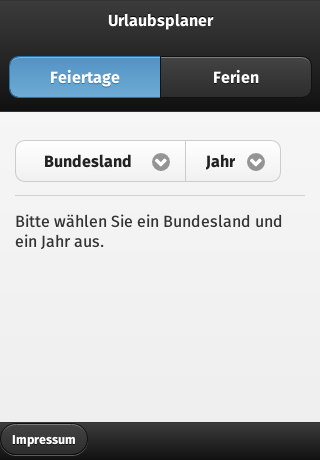 Urlaubsplaner
Feiertage Ferien
Bundesland Jahr
Bitte wählen Sie ein Bundesland und
ein Jahr aus.
Impressum